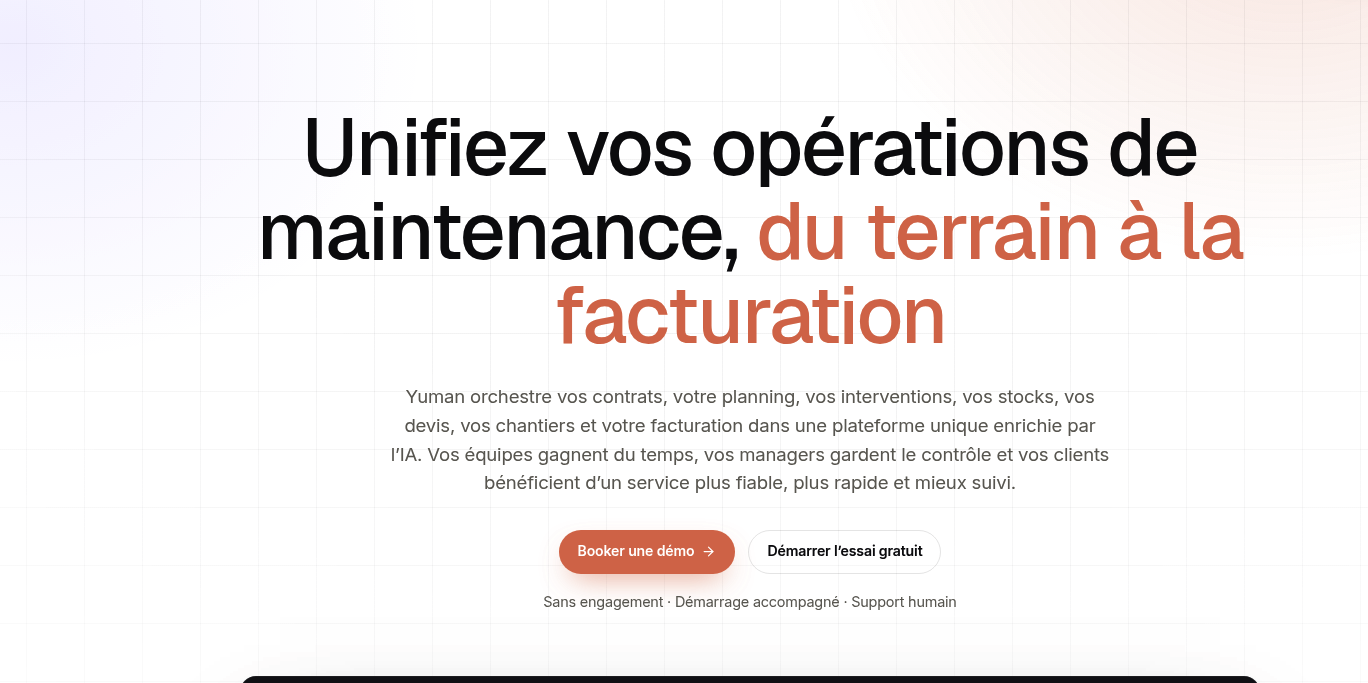 Unifiez vos opérations de
maintenance, du terrain à la
facturation
Yuman orchestre vos contrats, votre planning, vos interventions, vos stocks, vos
devis, vos chantiers et votre facturation dans une plateforme unique enrichie par
l’IA. Vos équipes gagnent du temps, vos managers gardent le contrôle et vos clients
bénéficient d’un service plus fiable, plus rapide et mieux suivi.
Booker une démo →
Démarrer l’essai gratuit
Sans engagement · Démarrage accompagné · Support humain